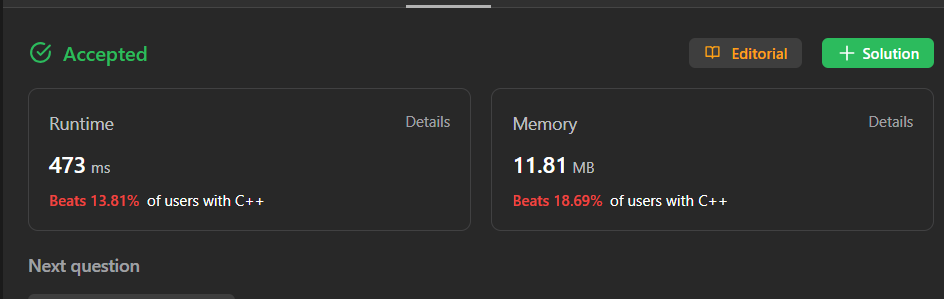 Accepted
Editorial
Solution
Runtime
Details
473 ms
Beats 13.81% of users with C++
Memory
Details
11.81 MB
Beats 18.69% of users with C++
Next question